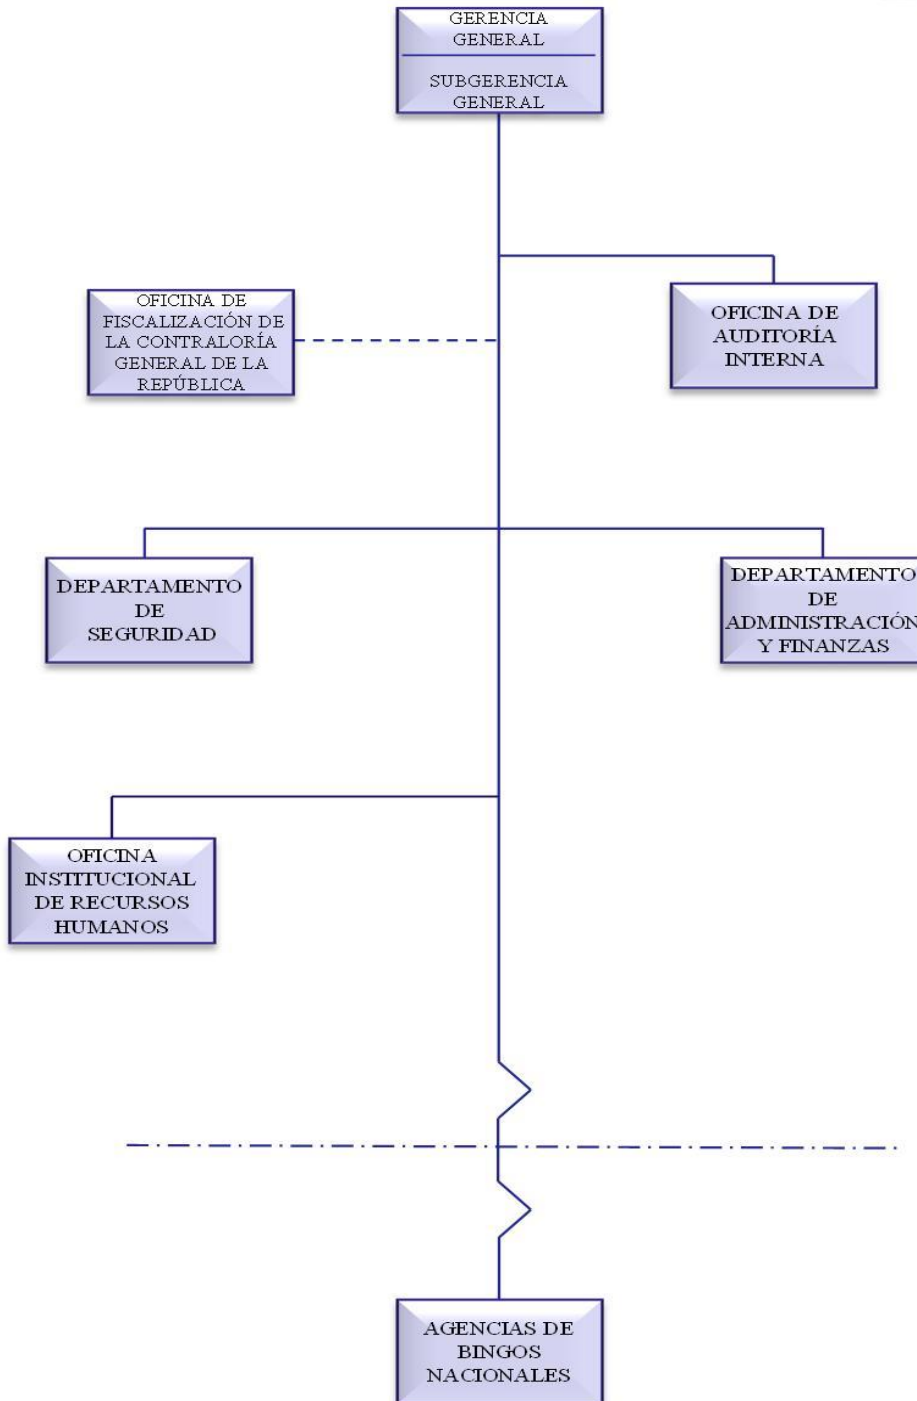 GERENCIA
GENERAL
SUBGERENCIA
GENERAL
OFICINA DE
FISCALIZACIÓN DE
LA CONTRALORÍA
GENERAL DE LA
REPÚBLICA
OFICINA DE
AUDITORÍA
INTERNA
DEPARTAMENTO
DE
SEGURIDAD
DEPARTAMENTO
DE
ADMINISTRACIÓN
Y FINANZAS
OFICINA
INSTITUCIONAL
DE RECURSOS
HUMANOS
AGENCIAS DE
BINGOS
NACIONALES